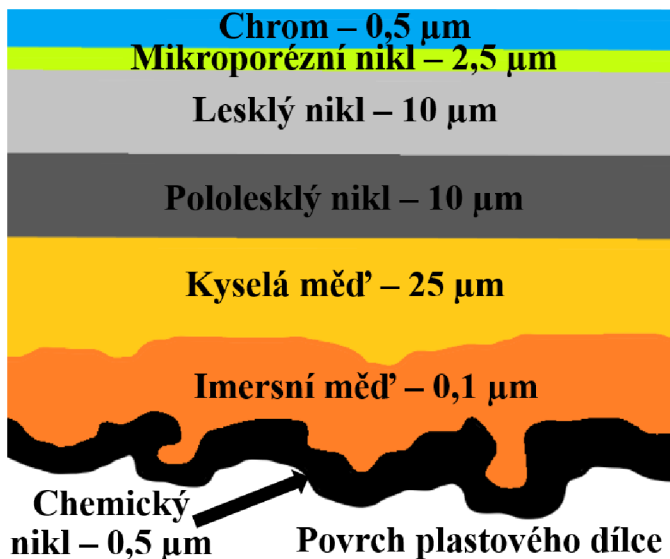 Chrom – 0,5 µm
Mikroporézní nikl – 2,5 µm
Lesklý nikl – 10 µm
Pololesklý nikl – 10 µm
Kyselá měď – 25 µm
Imersní měď – 0,1 µm
Chemický
nikl – 0,5 µm
Povrch plastového dílce